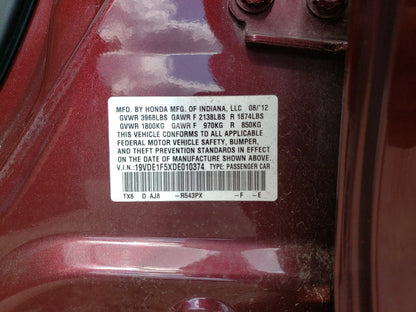 MFD. BY HONDA MFG. OF INDIANA, LLC 08/'12
GVWR 3968LBS GAWR F 2138LBS R 1874LBS
GVWR 1800KG GAWR F 970KG R 850KG
THIS VEHICLE CONFORMS TO ALL APPLICABLE
FEDERAL MOTOR VEHICLE SAFETY, BUMPER,
AND THEFT PREVENTION STANDARDS IN EFFECT
ON THE DATE OF MANUFACTURE SHOWN ABOVE.
V.I.N.:19VDE1F5XDE010374 TYPE: PASSENGER CAR
TX6 D AJ8 -R543PX -F -E